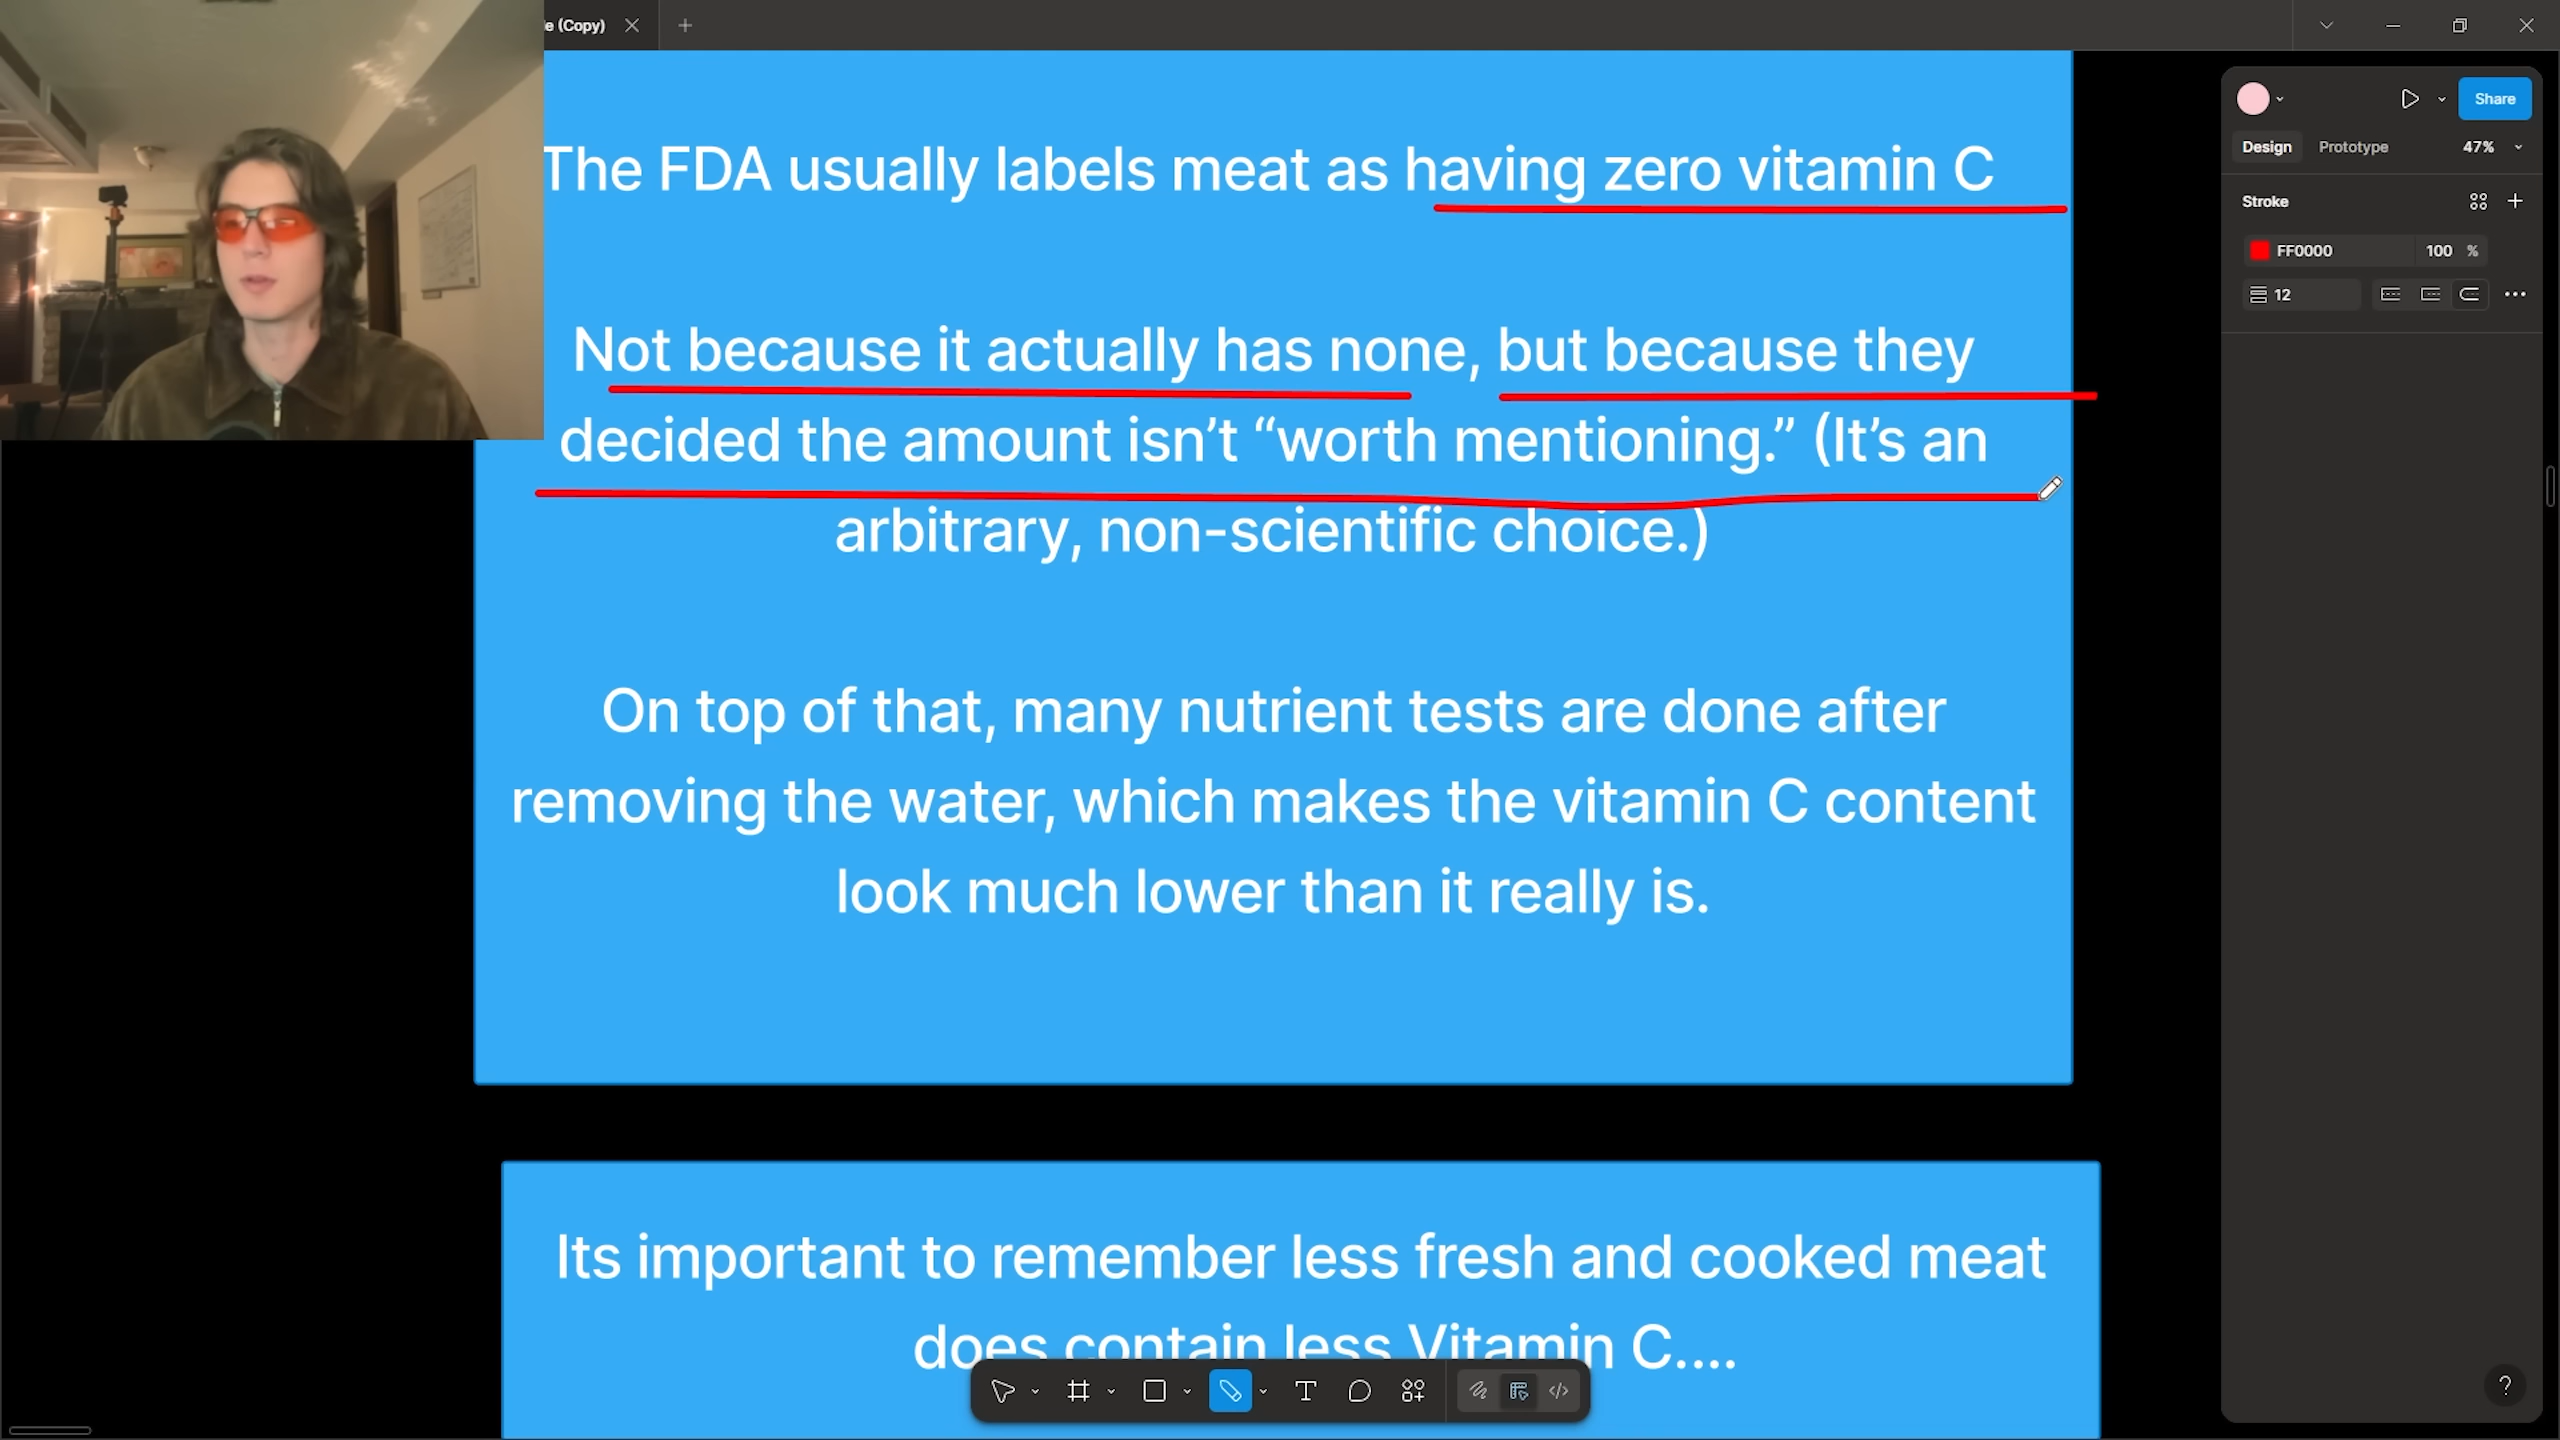 e (Copy)
Share
Design
Prototype
47%
Stroke
FF0000
100
%
12
The FDA usually labels meat as having zero vitamin C
Not because it actually has none, but because they
decided the amount isn’t “worth mentioning.” (It’s an
arbitrary, non-scientific choice.)
On top of that, many nutrient tests are done after
removing the water, which makes the vitamin C content
look much lower than it really is.
Its important to remember less fresh and cooked meat
does contain less Vitamin C....
?